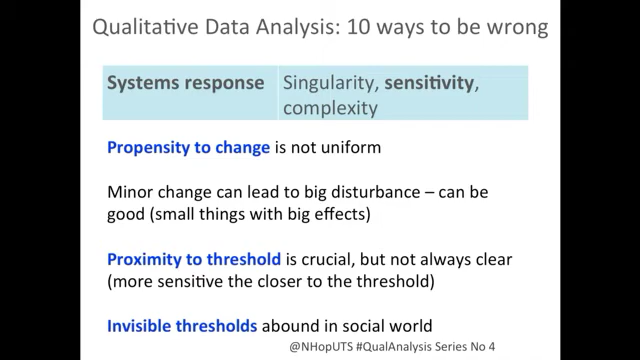 Qualitative Data Analysis: 10 ways to be wrong
Systems response
Singularity, sensitivity,
complexity
Propensity to change is not uniform
Minor change can lead to big disturbance – can be
good (small things with big effects)
Proximity to threshold is crucial, but not always clear
(more sensitive the closer to the threshold)
Invisible thresholds abound in social world
@NHopUTS #QualAnalysis Series No 4